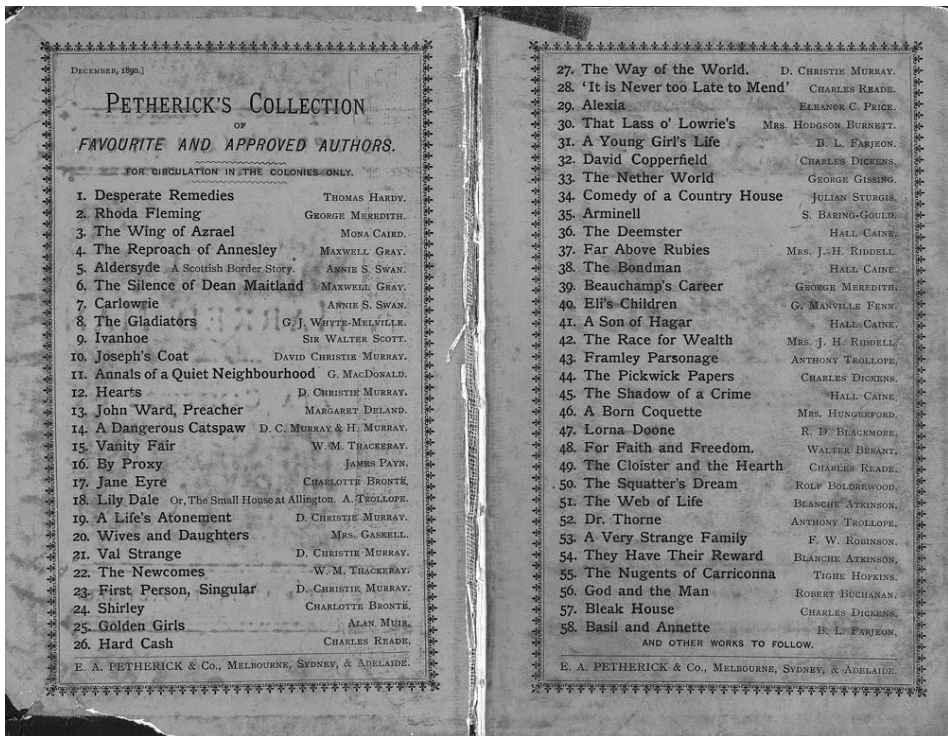 DECEMBER, 1890.]
PETHERICK'S COLLECTION
OF
FAVOURITE AND APPROVED AUTHORS.
FOR CIRCULATION IN THE COLONIES ONLY.
1. Desperate Remedies THOMAS HARDY.
2. Rhoda Fleming GEORGE MEREDITH.
3. The Wing of Azrael MONA CAIRD.
4. The Reproach of Annesley MAXWELL GRAY.
5. Aldersyde A Scottish Border Story. ANNIE S. SWAN.
6. The Silence of Dean Maitland MAXWELL GRAY.
7. Carlowrie ANNIE S. SWAN.
8. The Gladiators G. J. WHYTE-MELVILLE.
9. Ivanhoe SIR WALTER SCOTT.
10. Joseph's Coat DAVID CHRISTIE MURRAY.
11. Annals of a Quiet Neighbourhood G. MACDONALD.
12. Hearts D. CHRISTIE MURRAY.
13. John Ward, Preacher MARGARET DELAND.
14. A Dangerous Catspaw D. C. MURRAY & H. MURRAY.
15. Vanity Fair W. M. THACKERAY.
16. By Proxy JAMES PAYN.
17. Jane Eyre CHARLOTTE BRONTË.
18. Lily Dale Or, The Small House at Allington. A. TROLLOPE.
19. A Life's Atonement D. CHRISTIE MURRAY.
20. Wives and Daughters MRS. GASKELL.
21. Val Strange D. CHRISTIE MURRAY.
22. The Newcomes W. M. THACKERAY.
23. First Person, Singular D. CHRISTIE MURRAY.
24. Shirley CHARLOTTE BRONTË.
25. Golden Girls ALAN MUIR.
26. Hard Cash CHARLES READE.
E. A. PETHERICK & Co., MELBOURNE, SYDNEY, & ADELAIDE.
27. The Way of the World. D. CHRISTIE MURRAY.
28. 'It is Never too Late to Mend' CHARLES READE.
29. Alexia ELEANOR C. PRICE.
30. That Lass o' Lowrie's MRS. HODGSON BURNETT.
31. A Young Girl's Life B. L. FARJEON.
32. David Copperfield CHARLES DICKENS.
33. The Nether World GEORGE GISSING.
34. Comedy of a Country House JULIAN STURGIS.
35. Arminell S. BARING-GOULD.
36. The Deemster HALL CAINE.
37. Far Above Rubies MRS. J. H. RIDDELL.
38. The Bondman HALL CAINE.
39. Beauchamp's Career GEORGE MEREDITH.
40. Eli's Children G. MANVILLE FENN.
41. A Son of Hagar HALL CAINE.
42. The Race for Wealth MRS. J. H. RIDDELL.
43. Framley Parsonage ANTHONY TROLLOPE.
44. The Pickwick Papers CHARLES DICKENS.
45. The Shadow of a Crime HALL CAINE.
46. A Born Coquette MRS. HUNGERFORD.
47. Lorna Doone R. D. BLACKMORE.
48. For Faith and Freedom. WALTER BESANT.
49. The Cloister and the Hearth CHARLES READE.
50. The Squatter's Dream ROLF BOLDREWOOD.
51. The Web of Life BLANCHE ATKINSON.
52. Dr. Thorne ANTHONY TROLLOPE.
53. A Very Strange Family F. W. ROBINSON.
54. They Have Their Reward BLANCHE ATKINSON.
55. The Nugents of Carriconna TIGHE HOPKINS.
56. God and the Man ROBERT BUCHANAN.
57. Bleak House CHARLES DICKENS.
58. Basil and Annette B. L. FARJEON.
AND OTHER WORKS TO FOLLOW.
E. A. PETHERICK & Co., MELBOURNE, SYDNEY, & ADELAIDE.